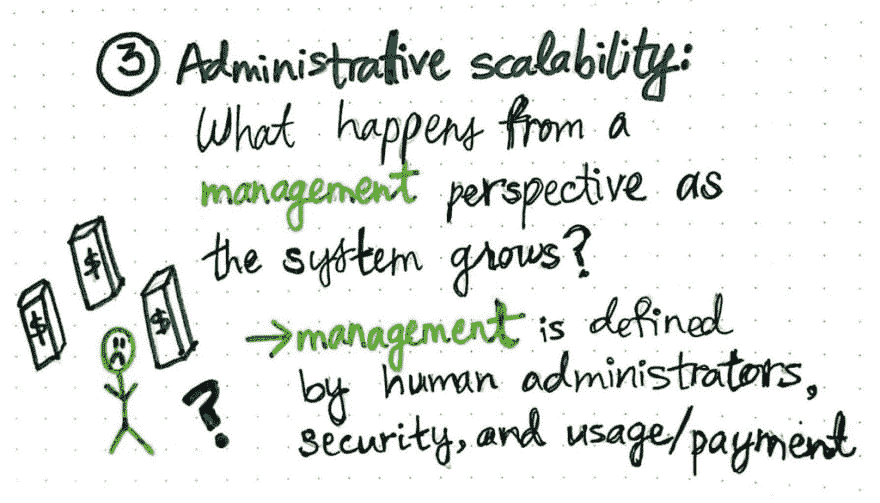 ③ Administrative scalability:
What happens from a
management perspective as
the system grows?
→ management is defined
by human administrators,
security, and usage/payment
$
$
$
?